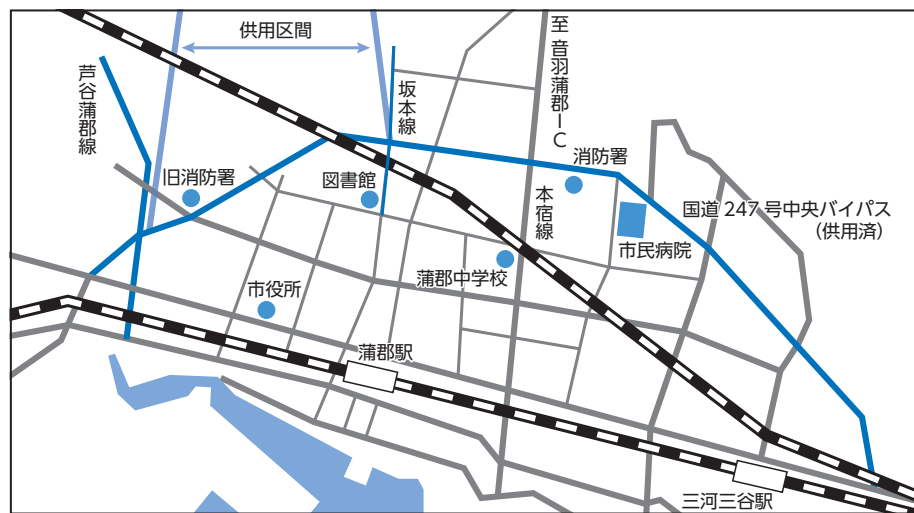 供用区間
至 音羽蒲郡IC
芦谷蒲郡線
坂本線
消防署
旧消防署
図書館
本宿線
国道 247 号中央バイパス
(供用済)
市民病院
蒲郡中学校
市役所
蒲郡駅
三河三谷駅